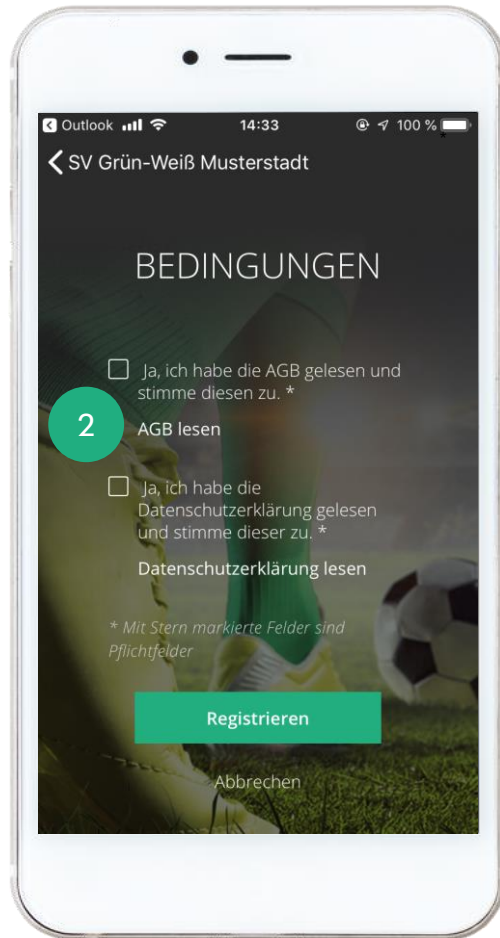 Outlook 14:33 100 %
SV Grün-Weiß Musterstadt
BEDINGUNGEN
Ja, ich habe die AGB gelesen und
stimme diesen zu. *
2
AGB lesen
Ja, ich habe die
Datenschutzerklärung gelesen
und stimme dieser zu. *
Datenschutzerklärung lesen
* Mit Stern markierte Felder sind
Pflichtfelder
Registrieren
Abbrechen